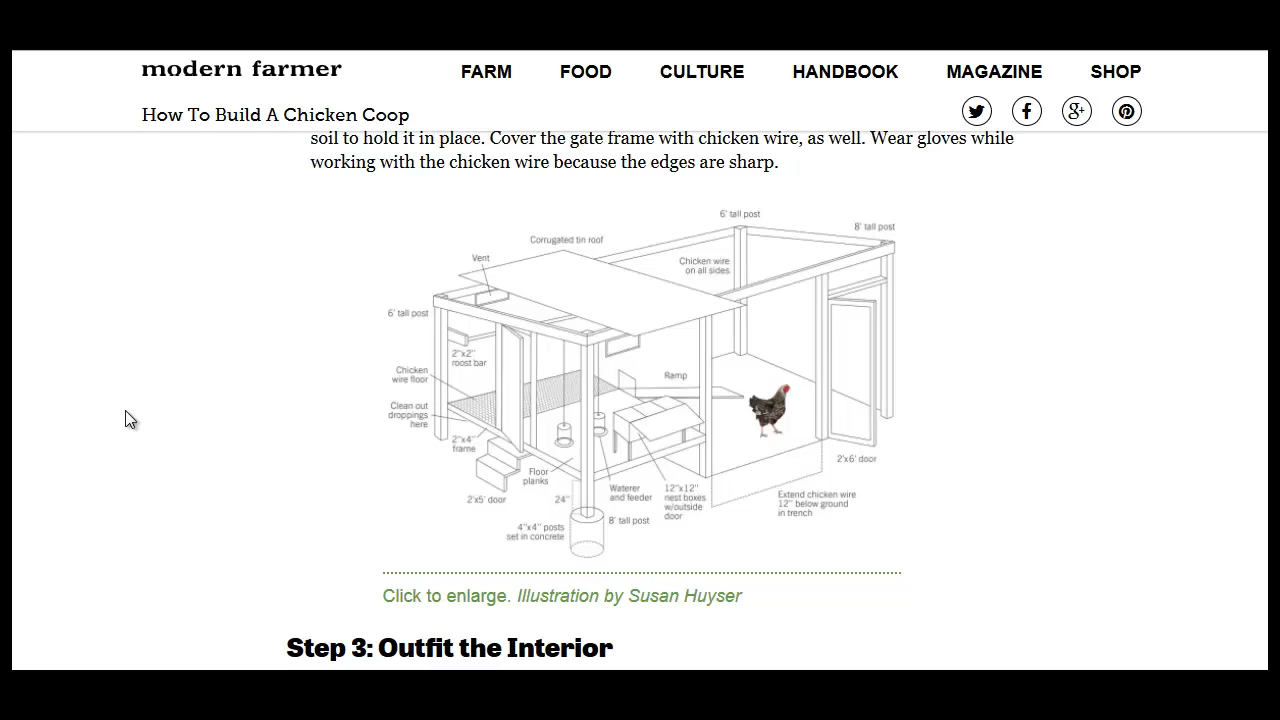 modern farmer
FARM FOOD CULTURE HANDBOOK MAGAZINE SHOP
How To Build A Chicken Coop
soil to hold it in place. Cover the gate frame with chicken wire, as well. Wear gloves while
working with the chicken wire because the edges are sharp.
6' tall post
8' tall post
Corrugated tin roof
Vent
Chicken wire
on all sides
6' tall post
2"x2"
roost bar
Chicken
wire floor
Ramp
Clean out
droppings
here
2"x4"
frame
2'x6' door
Floor
planks
2'x5' door
24"
Waterer
and feeder
12"x12"
nest boxes
w/outside
door
Extend chicken wire
12" below ground
in trench
8' tall post
4"x4" posts
set in concrete
Click to enlarge. Illustration by Susan Huyser
Step 3: Outfit the Interior